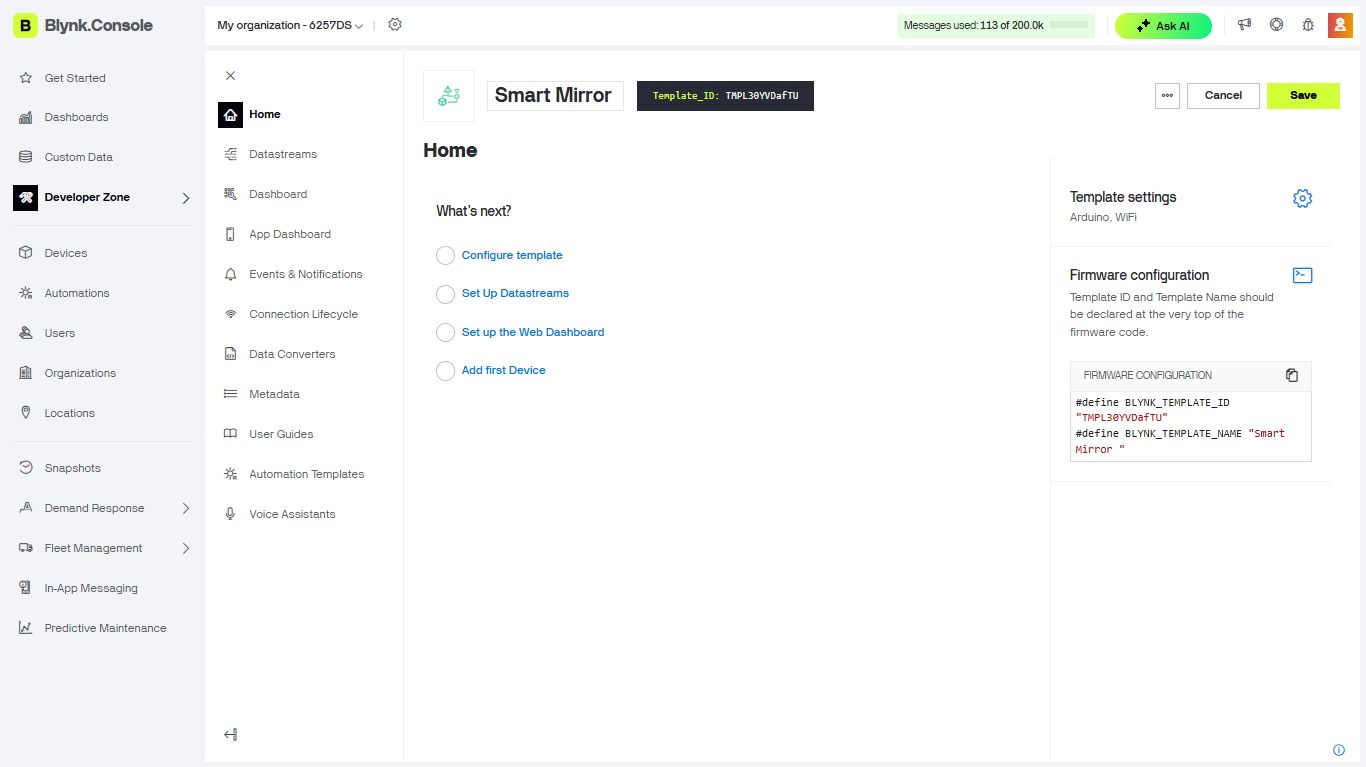 B Blynk.Console
My organization - 6257DS
Messages used: 113 of 200.0k
Ask AI
Get Started
Dashboards
Custom Data
Developer Zone
Devices
Automations
Users
Organizations
Locations
Snapshots
Demand Response
Fleet Management
In-App Messaging
Predictive Maintenance
Home
Datastreams
Dashboard
App Dashboard
Events & Notifications
Connection Lifecycle
Data Converters
Metadata
User Guides
Automation Templates
Voice Assistants
Smart Mirror
Template_ID: TMPL30YVDafTU
Cancel
Save
Home
What's next?
Configure template
Set Up Datastreams
Set up the Web Dashboard
Add first Device
Template settings
Arduino, WiFi
Firmware configuration
Template ID and Template Name should
be declared at the very top of the
firmware code.
FIRMWARE CONFIGURATION
#define BLYNK_TEMPLATE_ID
"TMPL30YVDafTU"
#define BLYNK_TEMPLATE_NAME "Smart
Mirror "